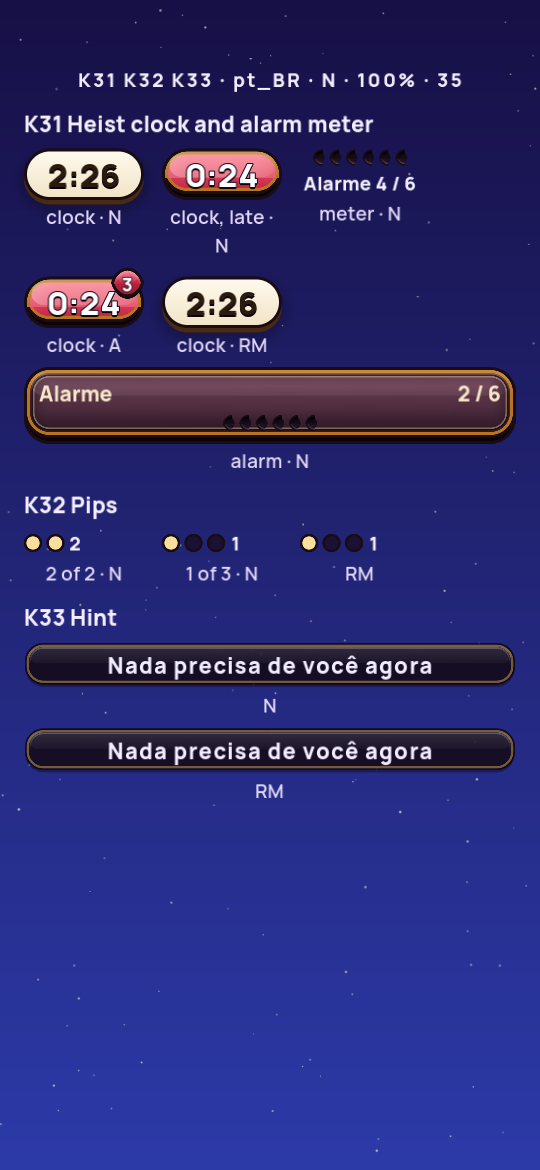 K31 K32 K33 · pt_BR · N · 100% · 35
K31 Heist clock and alarm meter
2:26
0:24
Alarme 4 / 6
clock · N
clock, late · N
meter · N
0:24
3
2:26
clock · A
clock · RM
Alarme 2 / 6
alarm · N
K32 Pips
2
1
1
2 of 2 · N
1 of 3 · N
RM
K33 Hint
Nada precisa de você agora
N
Nada precisa de você agora
RM